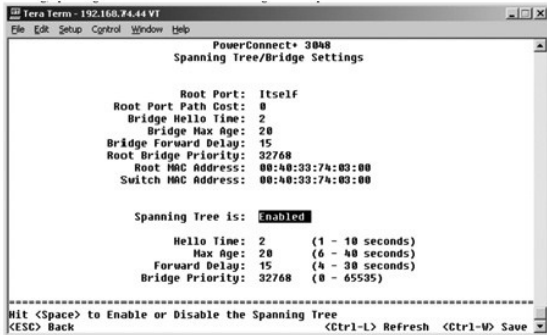 Tera Term - 192.168.74.44 VT
File Edit Setup Control Window Help
PowerConnect+ 3048
Spanning Tree/Bridge Settings
Root Port: Itself
Root Port Path Cost: 0
Bridge Hello Time: 2
Bridge Max Age: 20
Bridge Forward Delay: 15
Root Bridge Priority: 32768
Root MAC Address: 00:40:33:74:03:00
Switch MAC Address: 00:40:33:74:03:00
Spanning Tree is: Enabled
Hello Time: 2 (1 - 10 seconds)
Max Age: 20 (6 - 40 seconds)
Forward Delay: 15 (4 - 30 seconds)
Bridge Priority: 32768 (0 - 65535)
Hit <Space> to Enable or Disable the Spanning Tree
<ESC> Back <Ctrl-L> Refresh <Ctrl-W> Save